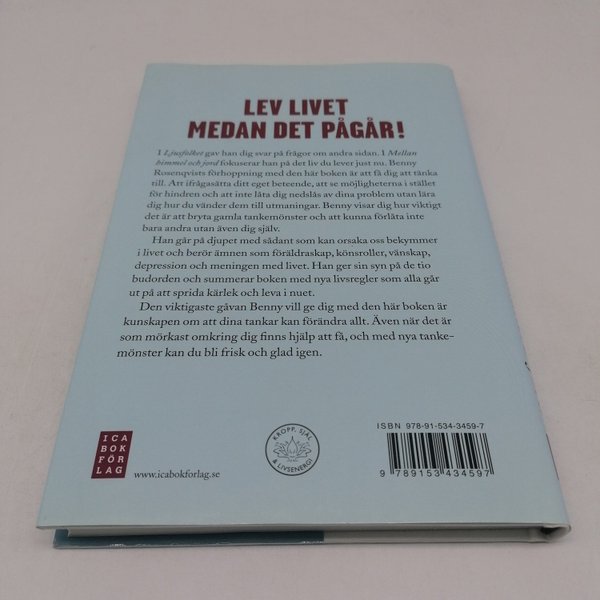 LEV LIVET
MEDAN DET PÅGÅR!
I Ljusfolket gav han dig svar på frågor om andra sidan. I Mellan
himmel och jord fokuserar han på det liv du lever just nu. Benny
Rosenqvists förhoppning med den här boken är att få dig att tänka
till. Att ifrågasätta ditt eget beteende, att se möjligheterna i stället
för hindren och att inte låta dig nedslås av dina problem utan lära
dig hur du vänder dem till utmaningar. Benny visar dig hur viktigt
det är att bryta gamla tankemönster och att kunna förlåta inte
bara andra utan även dig själv.
Han går på djupet med sådant som kan orsaka oss bekymmer
i livet och berör ämnen som föräldraskap, könsroller, vänskap,
depression och meningen med livet. Han ger sin syn på de tio
budorden och summerar boken med nya livsregler som alla går
ut på att sprida kärlek och leva i nuet.
Den viktigaste gåvan Benny vill ge dig med den här boken är
kunskapen om att dina tankar kan förändra allt. Även när det är
som mörkast omkring dig finns hjälp att få, och med nya tanke-
mönster kan du bli frisk och glad igen.
ICA
BOK
FÖR
LAG
www.icabokforlag.se
KROPP, SJÄL
& LIVSENERGI
ISBN 978-91-534-3459-7
9 789153 434597